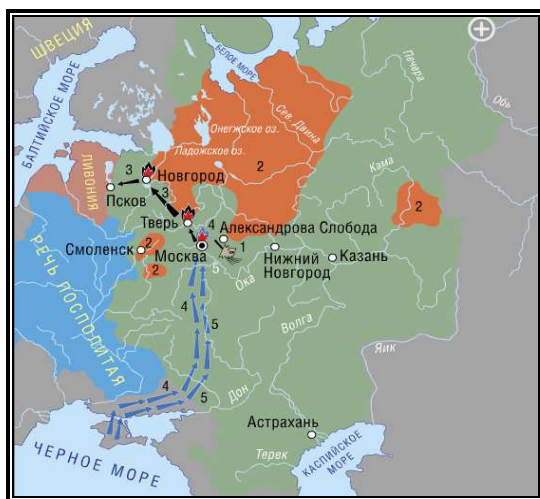 ШВЕЦИЯ
БЕЛОЕ МОРЕ
Печера
Обь
БАЛТИЙСКОЕ МОРЕ
Онежское оз.
Сев. Двина
Ладожское оз.
2
Кама
ЛИВОНИЯ
3
Новгород
3
Псков
2
Тверь
4
Александрова Слобода
Смоленск
2
Москва
1
2
5
Ока
Нижний
Новгород
Казань
РЕЧЬ ПОСПОЛИТАЯ
4
5
Волга
Яик
4
5
Дон
Астрахань
ЧЕРНОЕ МОРЕ
Терек
КАСПИЙСКОЕ
МОРЕ